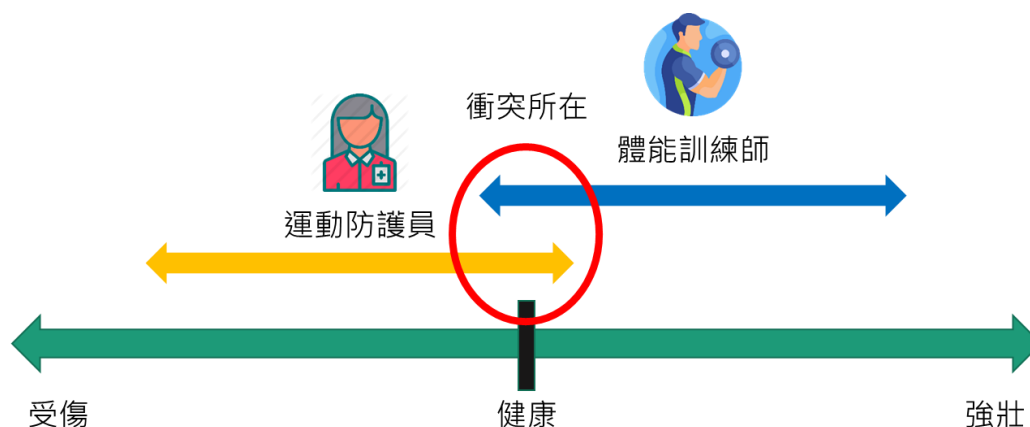 衝突所在
體能訓練師
運動防護員
受傷
健康
強壯